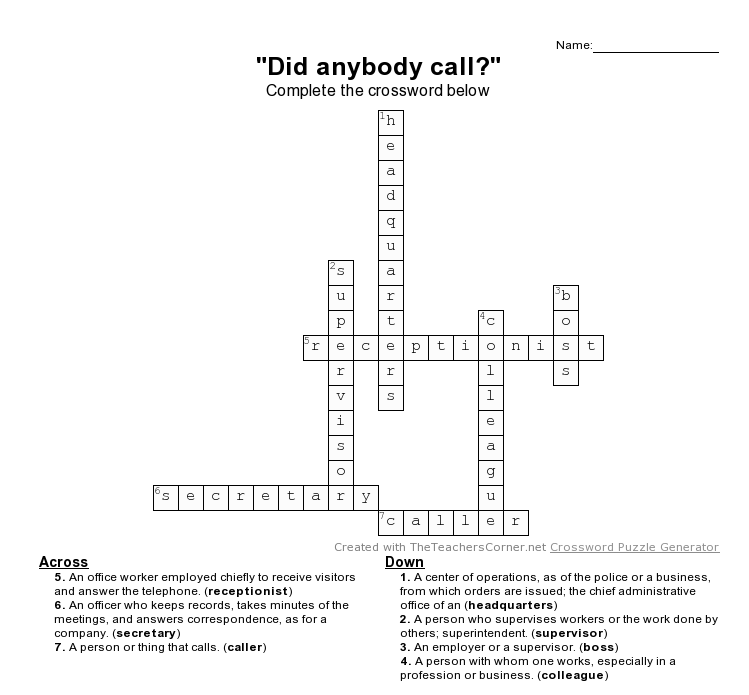 Name:
"Did anybody call?"
Complete the crossword below
1 h
e
a
d
q
u
2 s a
u r 3 b
p t 4 c o
5 r e c e p t i o n i s t
r r l s
v s l
i e
s a
o g
6 s e c r e t a r y u
7 c a l l e r
Created with TheTeachersCorner.net Crossword Puzzle Generator
Across
5. An office worker employed chiefly to receive visitors
and answer the telephone. (receptionist)
6. An officer who keeps records, takes minutes of the
meetings, and answers correspondence, as for a
company. (secretary)
7. A person or thing that calls. (caller)
Down
1. A center of operations, as of the police or a business,
from which orders are issued; the chief administrative
office of an (headquarters)
2. A person who supervises workers or the work done by
others; superintendent. (supervisor)
3. An employer or a supervisor. (boss)
4. A person with whom one works, especially in a
profession or business. (colleague)